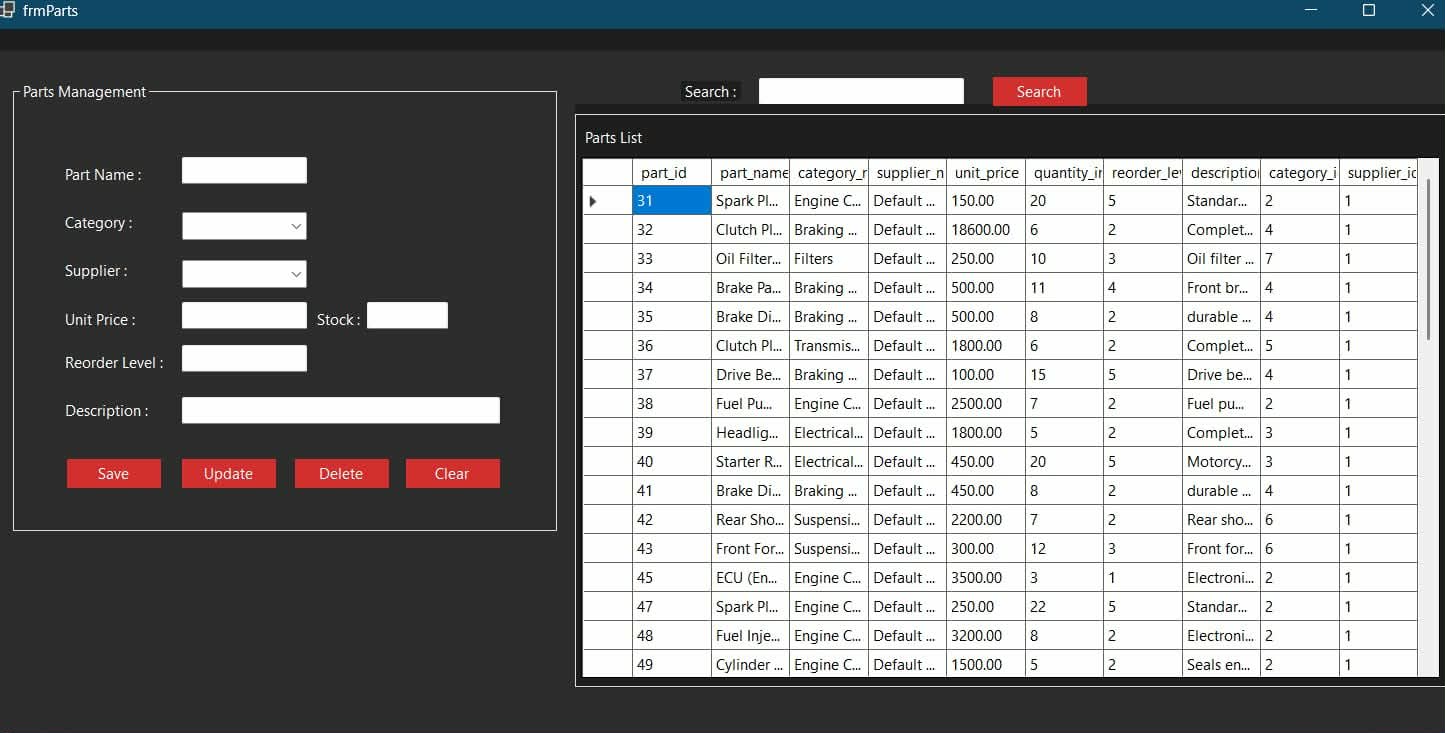 frmParts
Parts Management
Part Name :
Category :
Supplier :
Unit Price : Stock :
Reorder Level :
Description :
Save Update Delete Clear
Search : Search
Parts List
part_id part_name category_n supplier_n unit_price quantity_in reorder_lev description category_i supplier_id
31 Spark Pl... Engine C... Default ... 150.00 20 5 Standar... 2 1
32 Clutch Pl... Braking ... Default ... 18600.00 6 2 Complet... 4 1
33 Oil Filter... Filters Default ... 250.00 10 3 Oil filter ... 7 1
34 Brake Pa... Braking ... Default ... 500.00 11 4 Front br... 4 1
35 Brake Di... Braking ... Default ... 500.00 8 2 durable ... 4 1
36 Clutch Pl... Transmis... Default ... 1800.00 6 2 Complet... 5 1
37 Drive Be... Braking ... Default ... 100.00 15 5 Drive be... 4 1
38 Fuel Pu... Engine C... Default ... 2500.00 7 2 Fuel pu... 2 1
39 Headlig... Electrical... Default ... 1800.00 5 2 Complet... 3 1
40 Starter R... Electrical... Default ... 450.00 20 5 Motorcy... 3 1
41 Brake Di... Braking ... Default ... 450.00 8 2 durable ... 4 1
42 Rear Sho... Suspensi... Default ... 2200.00 7 2 Rear sho... 6 1
43 Front For... Suspensi... Default ... 300.00 12 3 Front for... 6 1
45 ECU (En... Engine C... Default ... 3500.00 3 1 Electroni... 2 1
47 Spark Pl... Engine C... Default ... 250.00 22 5 Standar... 2 1
48 Fuel Inje... Engine C... Default ... 3200.00 8 2 Electroni... 2 1
49 Cylinder ... Engine C... Default ... 1500.00 5 2 Seals en... 2 1